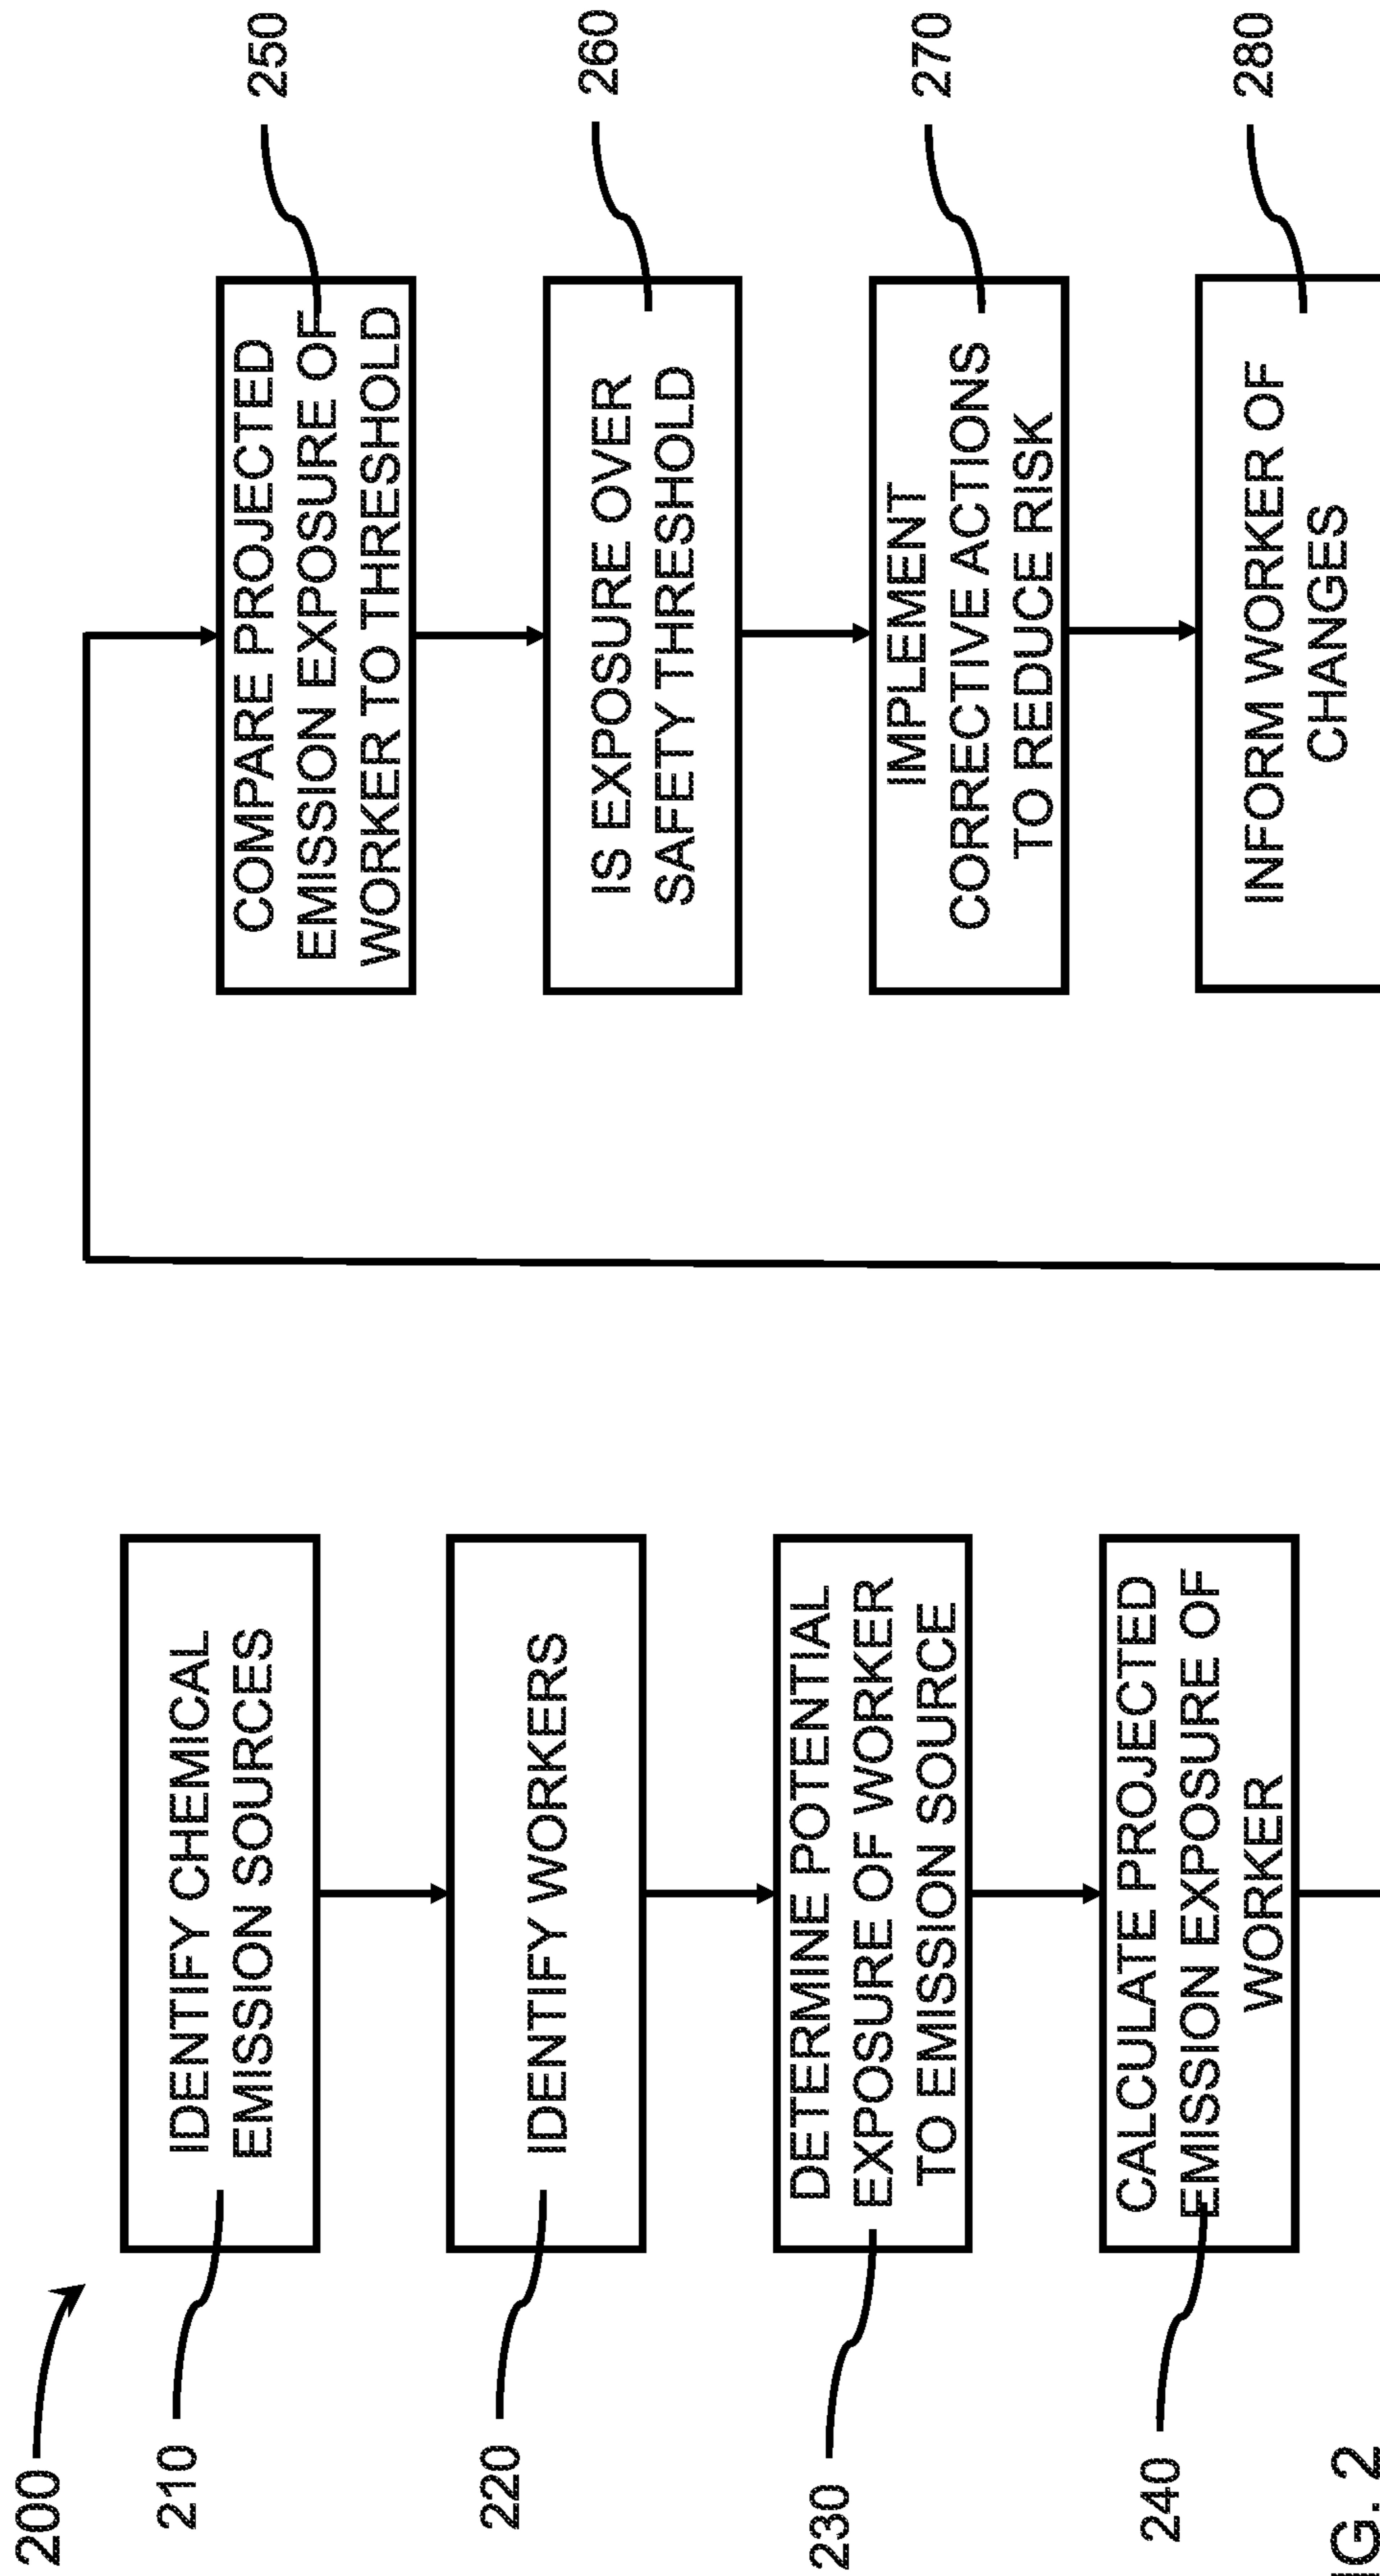 200
210
IDENTIFY CHEMICAL
EMISSION SOURCES
220
IDENTIFY WORKERS
230
DETERMINE POTENTIAL
EXPOSURE OF WORKER
TO EMISSION SOURCE
240
CALCULATE PROJECTED
EMISSION EXPOSURE OF
WORKER
250
COMPARE PROJECTED
EMISSION EXPOSURE OF
WORKER TO THRESHOLD
260
IS EXPOSURE OVER
SAFETY THRESHOLD
270
IMPLEMENT
CORRECTIVE ACTIONS
TO REDUCE RISK
280
INFORM WORKER OF
CHANGES
G. 2